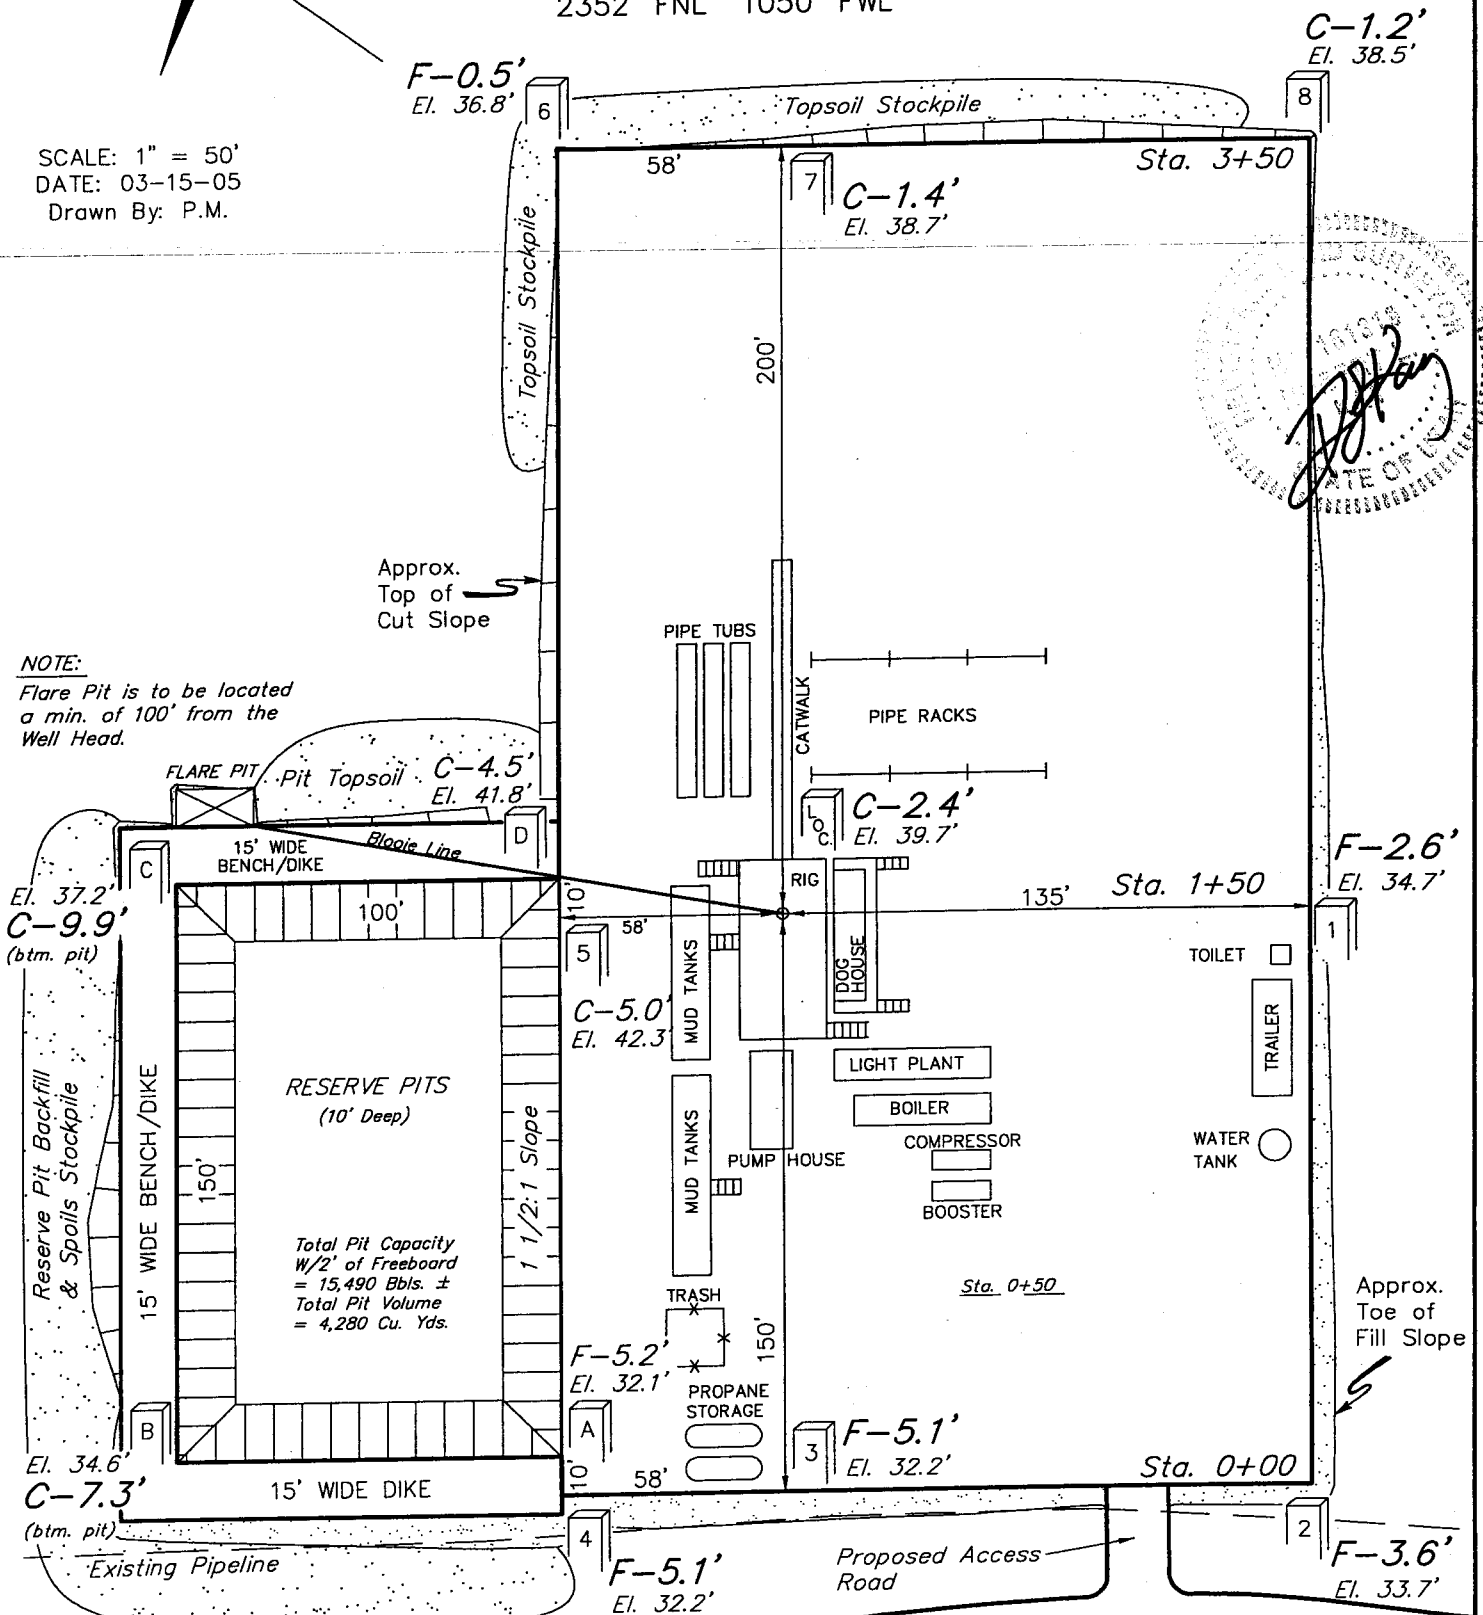 2352' FNL 1050' FWL
C-1.2'
El. 38.5'
F-0.5'
El. 36.8'
6
8
Topsoil Stockpile
SCALE: 1" = 50'
DATE: 03-15-05
Drawn By: P.M.
58'
7
Sta. 3+50
C-1.4'
El. 38.7'
Topsoil Stockpile
200'
161319
STATE OF UTAH
Approx.
Top of
Cut Slope
PIPE TUBS
CATWALK
PIPE RACKS
NOTE:
Flare Pit is to be located
a min. of 100' from the
Well Head.
FLARE PIT
Pit Topsoil
C-4.5'
El. 41.8'
D
LOC.
C-2.4'
El. 39.7'
15' WIDE
BENCH/DIKE
Blooie Line
C
RIG
F-2.6'
El. 34.7'
El. 37.2'
C-9.9'
(btm. pit)
100'
10'
58'
135'
Sta. 1+50
1
5
MUD TANKS
DOG
HOUSE
TOILET
C-5.0'
El. 42.3'
TRAILER
LIGHT PLANT
RESERVE PITS
(10' Deep)
BOILER
Reserve Pit Backfill
& Spoils Stockpile
15' WIDE BENCH/DIKE
150'
1 1/2:1 Slope
MUD TANKS
PUMP HOUSE
COMPRESSOR
WATER
TANK
BOOSTER
Total Pit Capacity
W/2' of Freeboard
= 15,490 Bbls. ±
Total Pit Volume
= 4,280 Cu. Yds.
Sta. 0+50
TRASH
150'
Approx.
Toe of
Fill Slope
F-5.2'
El. 32.1'
PROPANE
STORAGE
A
B
3
F-5.1'
El. 32.2'
El. 34.6'
C-7.3'
(btm. pit)
15' WIDE DIKE
10'
58'
Sta. 0+00
4
2
Existing Pipeline
F-5.1'
El. 32.2'
Proposed Access
Road
F-3.6'
El. 33.7'